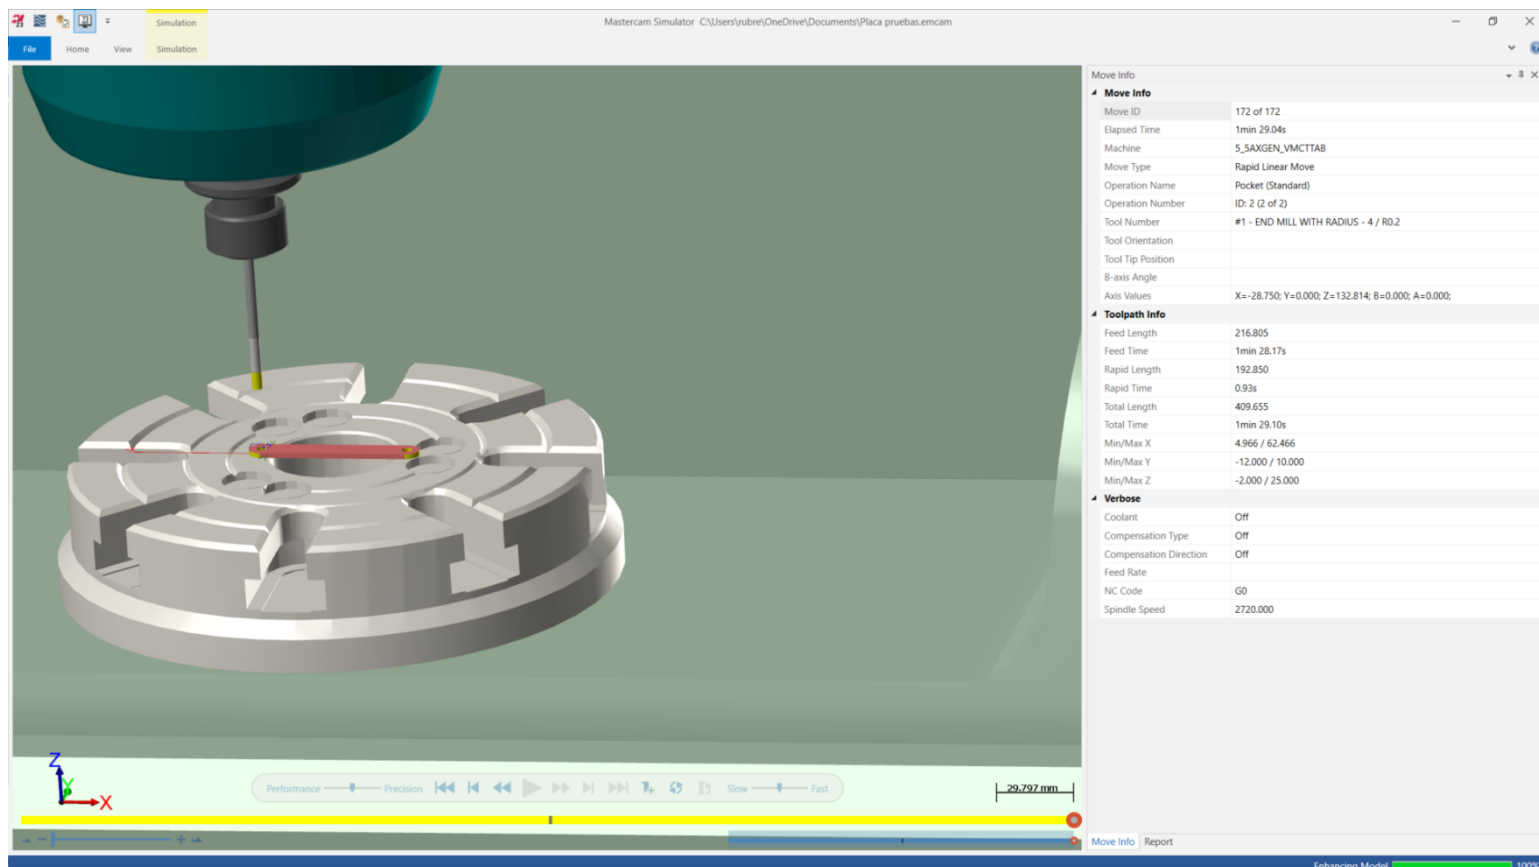 Simulation
Mastercam Simulator C:\Users\rubre\OneDrive\Documents\Placa pruebas.emcam
File Home View Simulation
Move Info
Move Info
Move ID 172 of 172
Elapsed Time 1min 29.04s
Machine 5_5AXGEN_VMCTTAB
Move Type Rapid Linear Move
Operation Name Pocket (Standard)
Operation Number ID: 2 (2 of 2)
Tool Number #1 - END MILL WITH RADIUS - 4 / R0.2
Tool Orientation
Tool Tip Position
B-axis Angle
Axis Values X=-28.750; Y=0.000; Z=132.814; B=0.000; A=0.000;
Toolpath Info
Feed Length 216.805
Feed Time 1min 28.17s
Rapid Length 192.850
Rapid Time 0.93s
Total Length 409.655
Total Time 1min 29.10s
Min/Max X 4.966 / 62.466
Min/Max Y -12.000 / 10.000
Min/Max Z -2.000 / 25.000
Verbose
Coolant Off
Compensation Type Off
Compensation Direction Off
Feed Rate
NC Code G0
Spindle Speed 2720.000
Z
Y
X
Performance Precision Slow Fast
29.797 mm
Move Info Report
Enhancing Model 100%